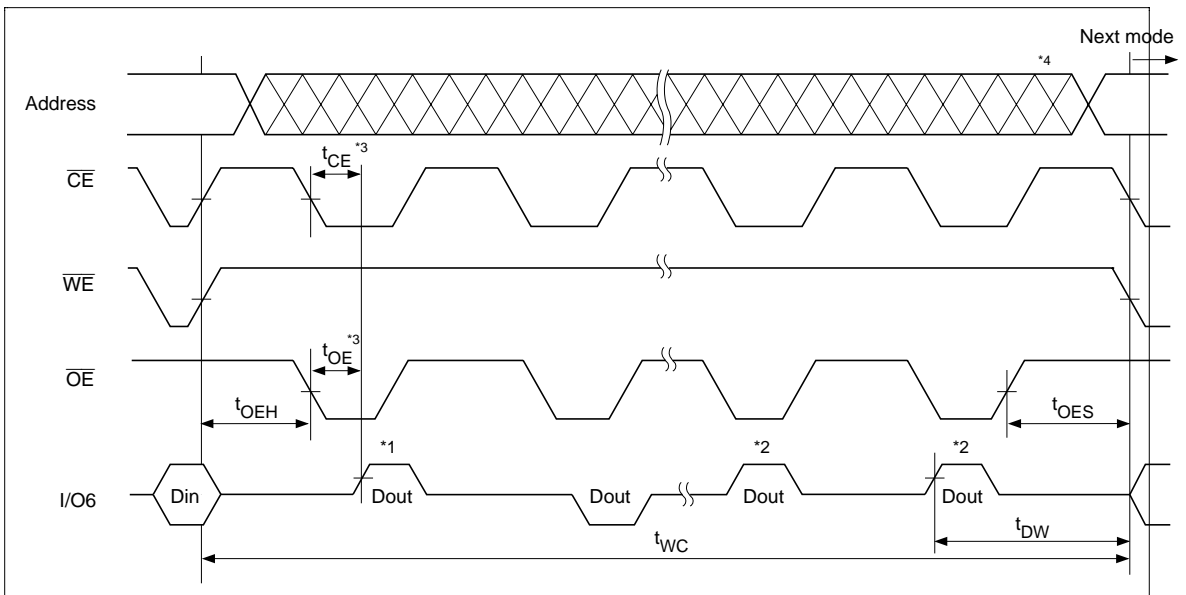 Next mode
*4
Address
tCE *3
CE
WE
tOE *3
OE
tOEH
tOES
*1
*2
*2
I/O6
Din
Dout
Dout
Dout
Dout
tWC
tDW